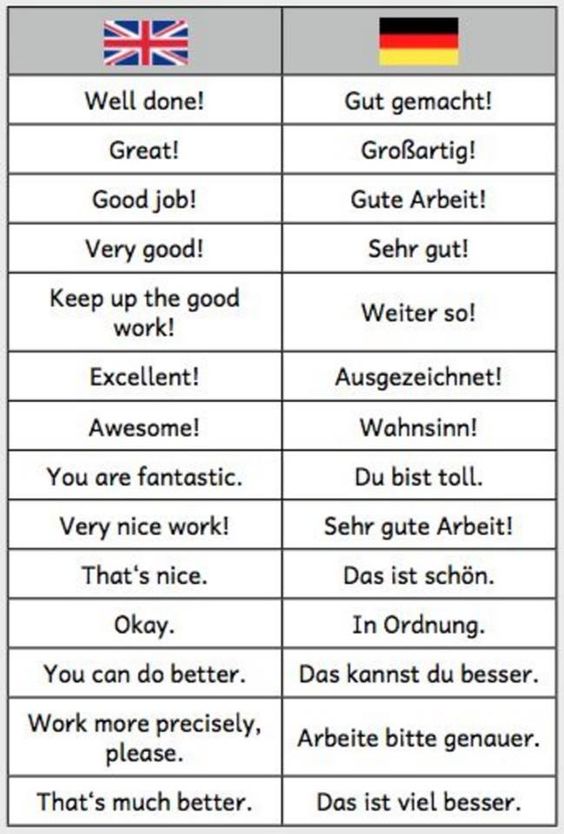 Well done! Gut gemacht!
Great! Großartig!
Good job! Gute Arbeit!
Very good! Sehr gut!
Keep up the good
work! Weiter so!
Excellent! Ausgezeichnet!
Awesome! Wahnsinn!
You are fantastic. Du bist toll.
Very nice work! Sehr gute Arbeit!
That‘s nice. Das ist schön.
Okay. In Ordnung.
You can do better. Das kannst du besser.
Work more precisely,
please. Arbeite bitte genauer.
That‘s much better. Das ist viel besser.